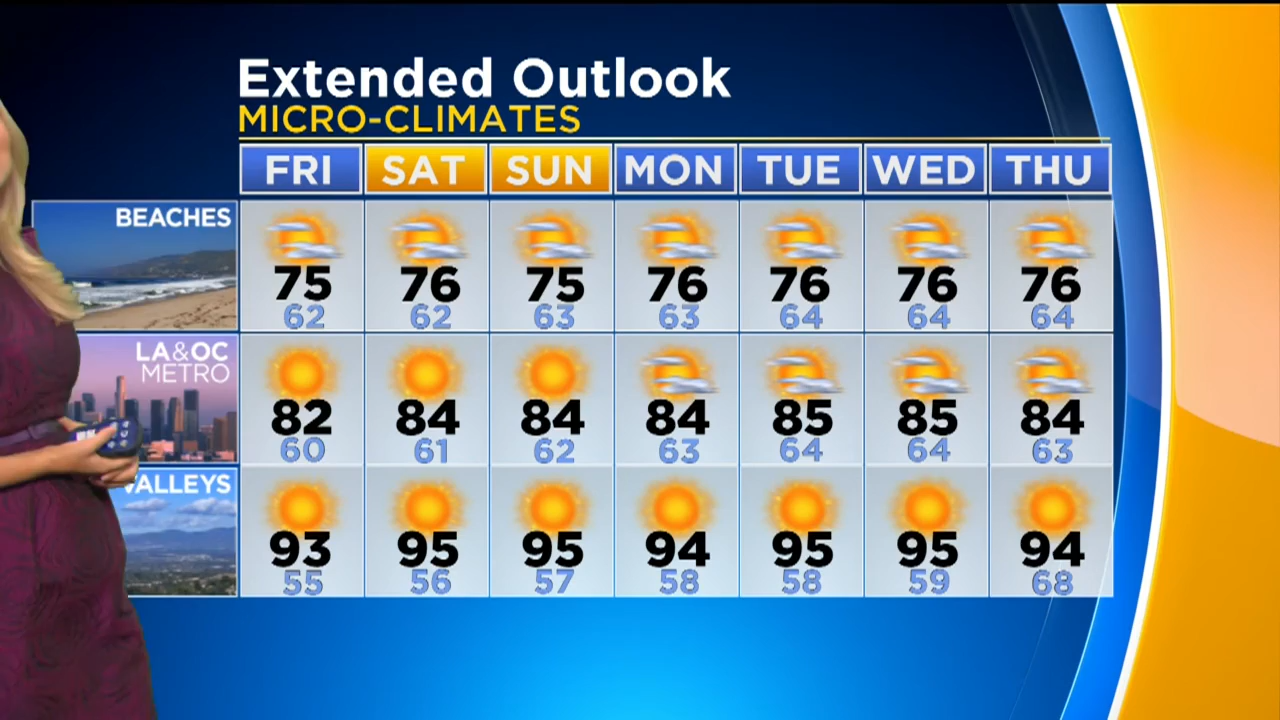 Extended Outlook
MICRO-CLIMATES
FRI SAT SUN MON TUE WED THU
BEACHES
75 76 75 76 76 76 76
62 62 63 63 64 64 64
LA&OC
METRO
82 84 84 84 85 85 84
60 61 62 63 64 64 63
VALLEYS
93 95 95 94 95 95 94
55 56 57 58 58 59 68